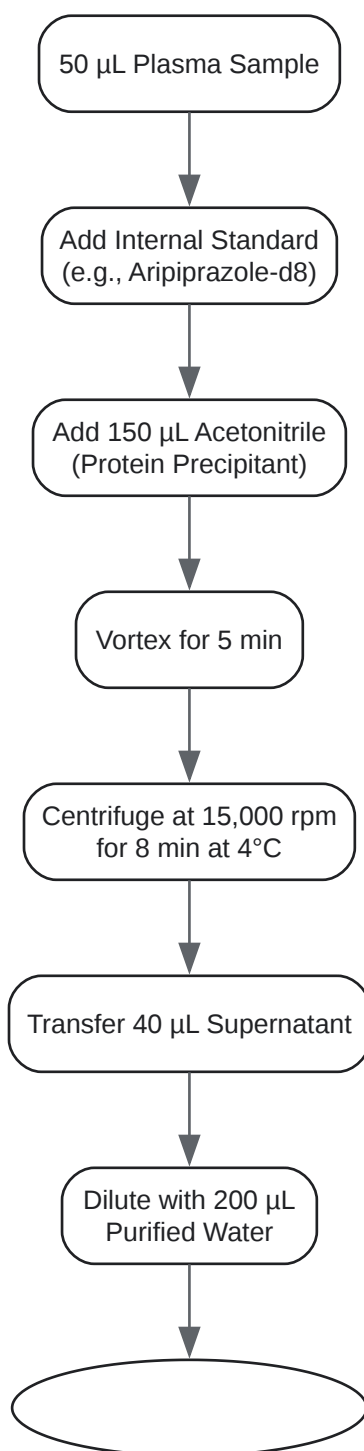 50 µL Plasma Sample
Add Internal Standard
(e.g., Aripiprazole-d8)
Add 150 µL Acetonitrile
(Protein Precipitant)
Vortex for 5 min
Centrifuge at 15,000 rpm
for 8 min at 4°C
Transfer 40 µL Supernatant
Dilute with 200 µL
Purified Water